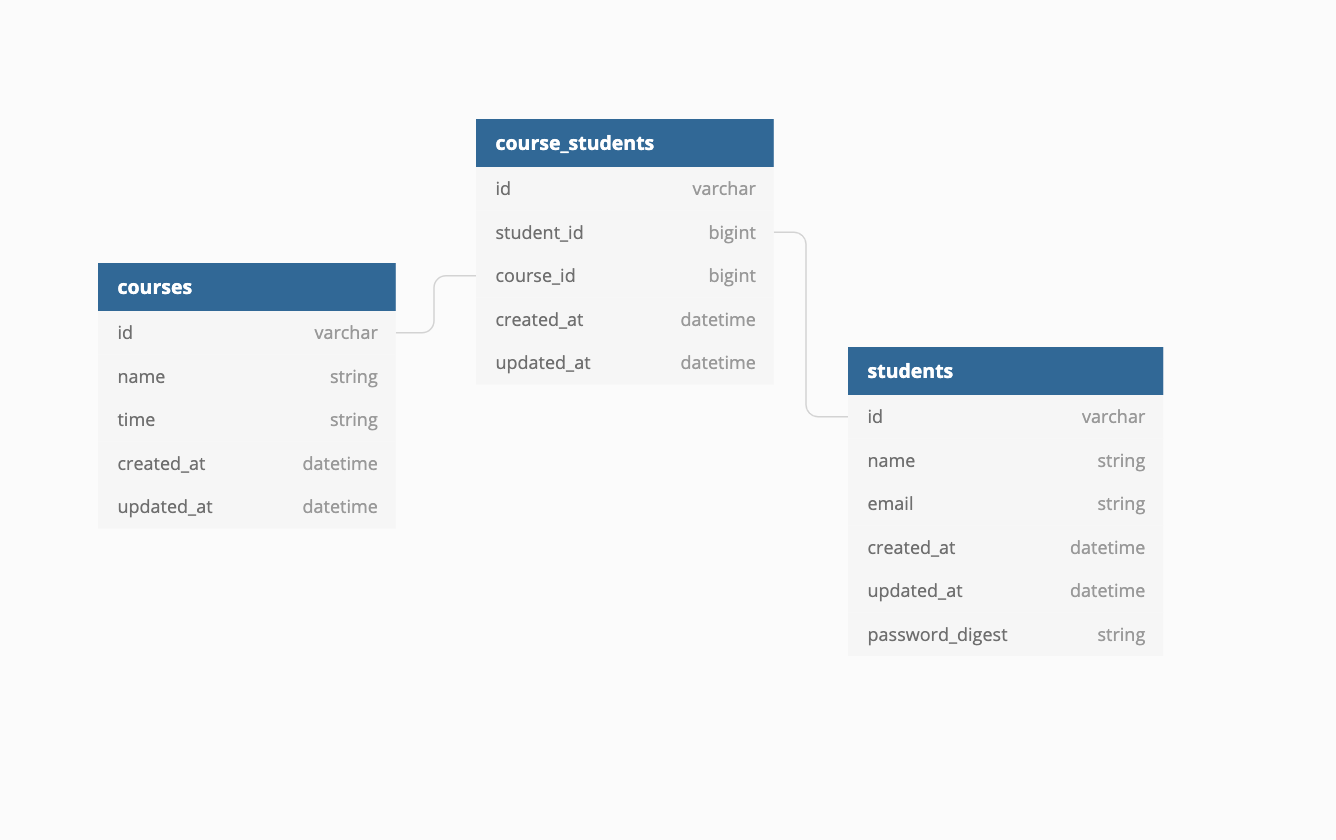 course_students
id varchar
student_id bigint
course_id bigint
created_at datetime
updated_at datetime
courses
id varchar
name string
time string
created_at datetime
updated_at datetime
students
id varchar
name string
email string
created_at datetime
updated_at datetime
password_digest string